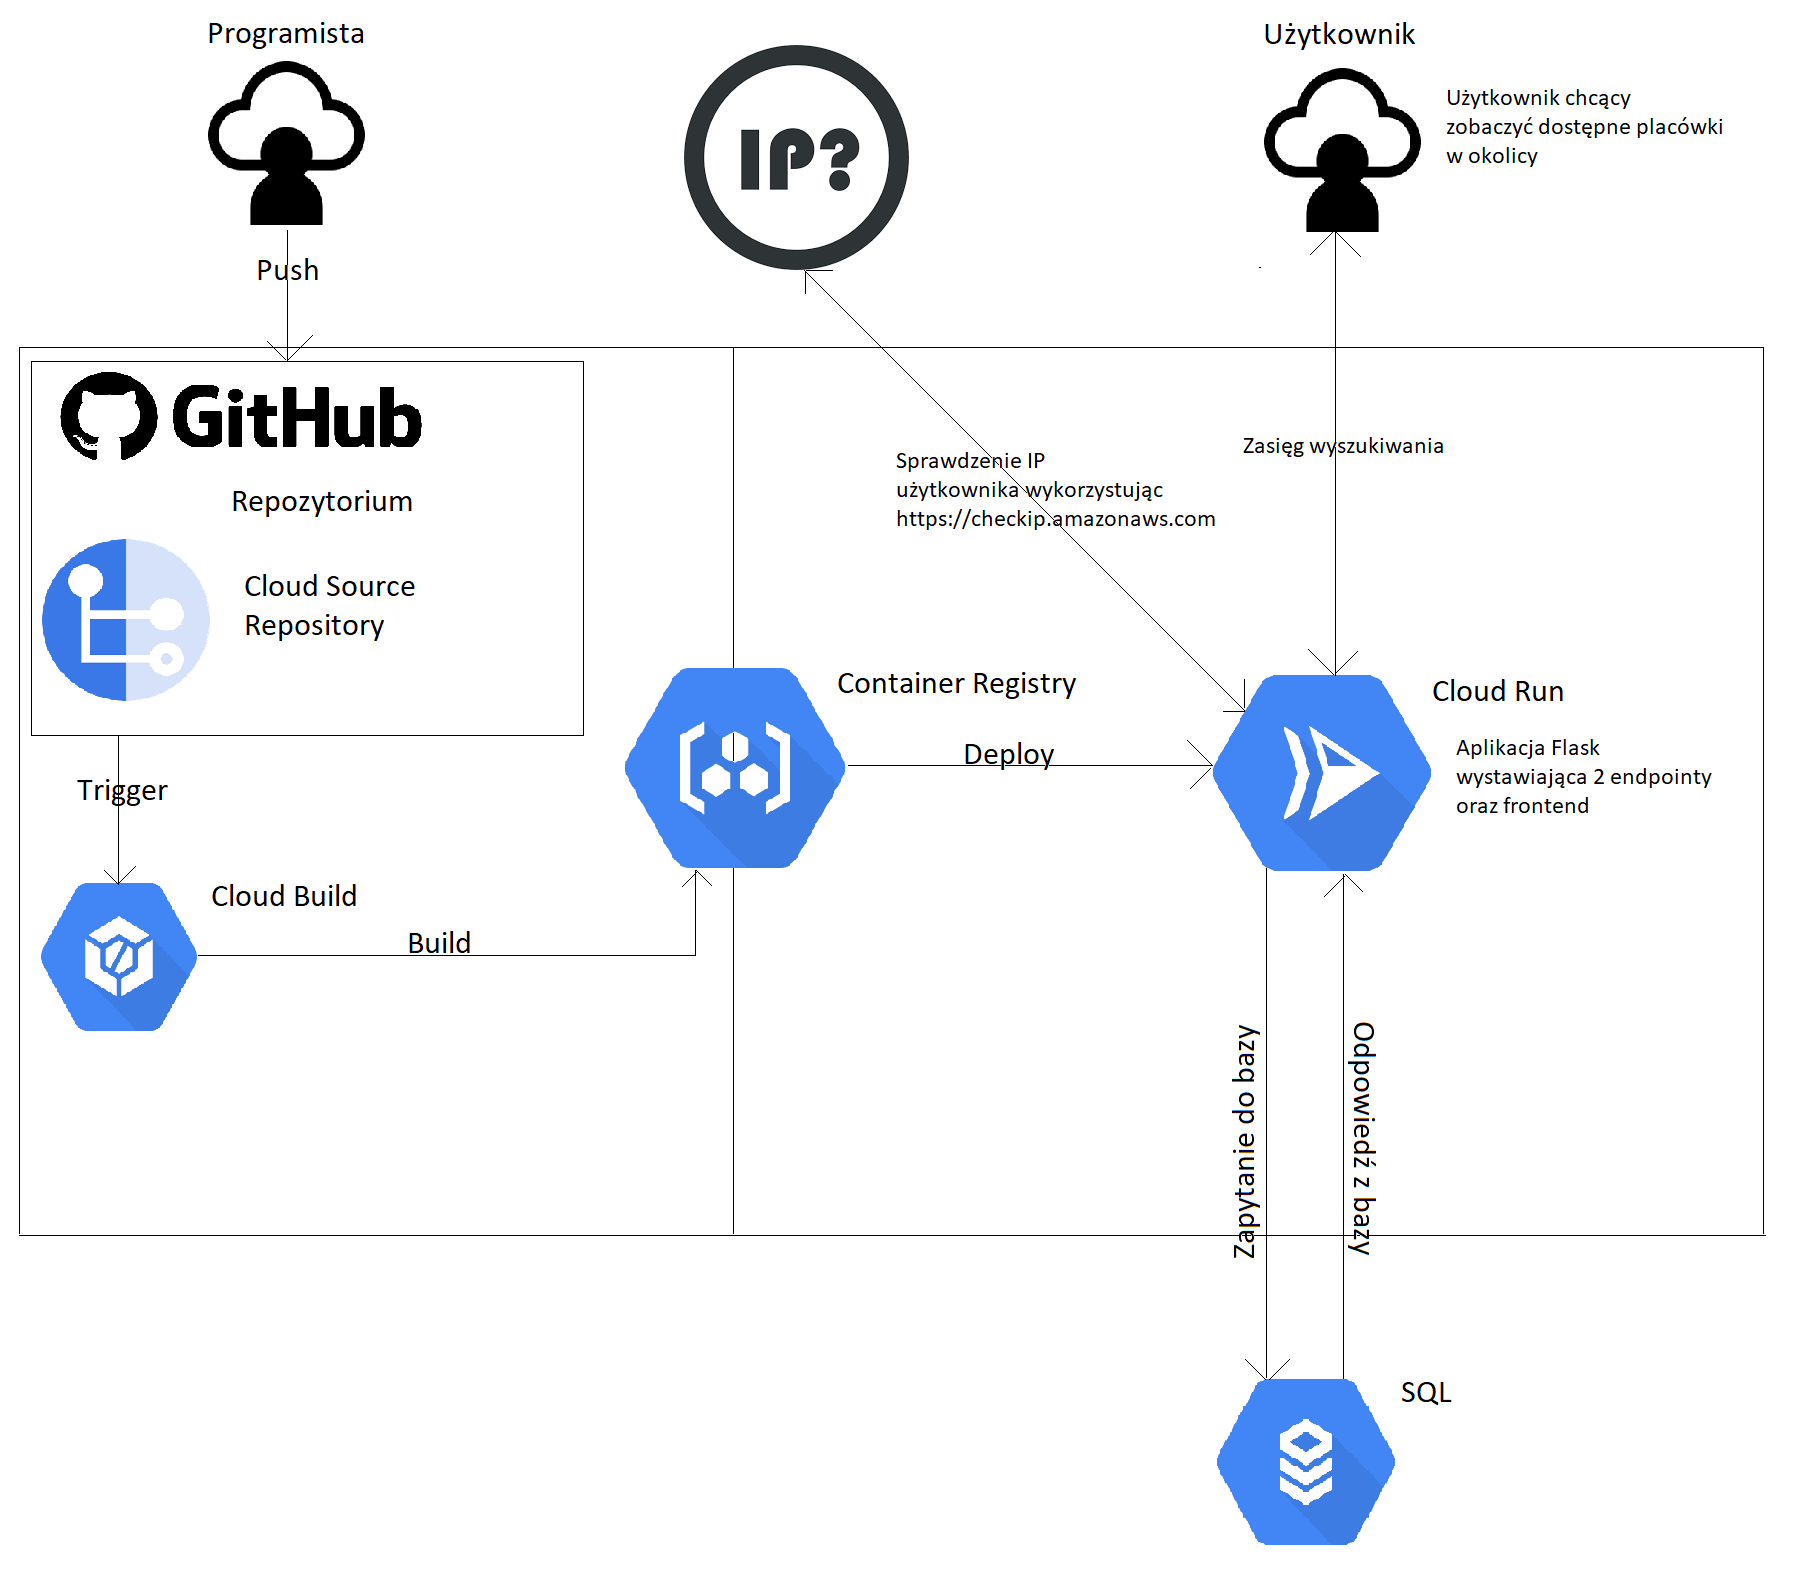 Programista
Push
IP?
Użytkownik
Użytkownik chcący
zobaczyć dostępne placówki
w okolicy
GitHub
Repozytorium
Cloud Source
Repository
Trigger
Cloud Build
Build
Sprawdzenie IP
użytkownika wykorzystując
https://checkip.amazonaws.com
Zasięg wyszukiwania
Container Registry
Deploy
Cloud Run
Aplikacja Flask
wystawiająca 2 endpointy
oraz frontend
Zapytanie do bazy
Odpowiedź z bazy
SQL